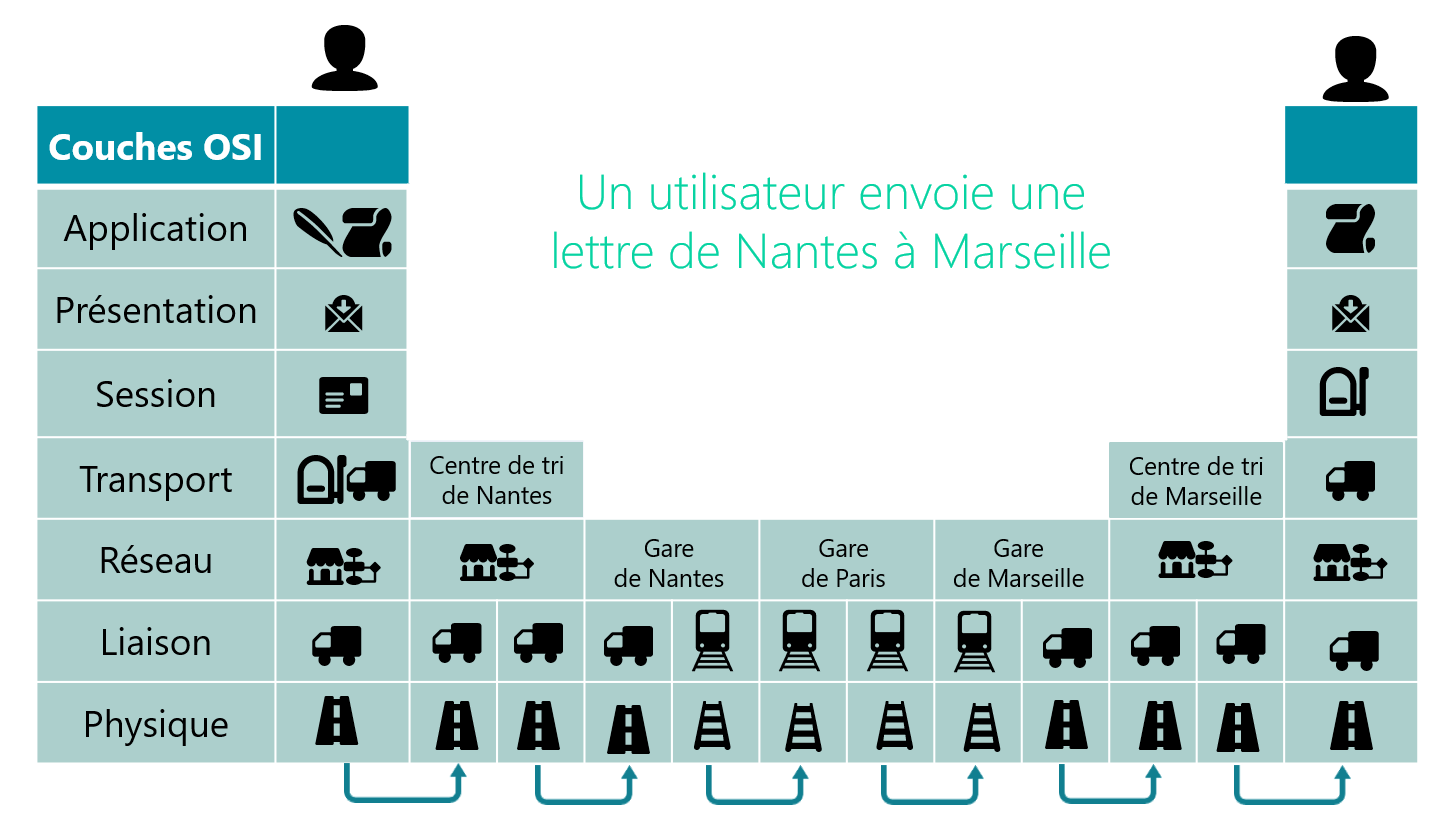 Couches OSI
Un utilisateur envoie une
lettre de Nantes à Marseille
Application
Présentation
Session
Transport
Centre de tri
de Nantes
Centre de tri
de Marseille
Réseau
Gare
de Nantes
Gare
de Paris
Gare
de Marseille
Liaison
Physique